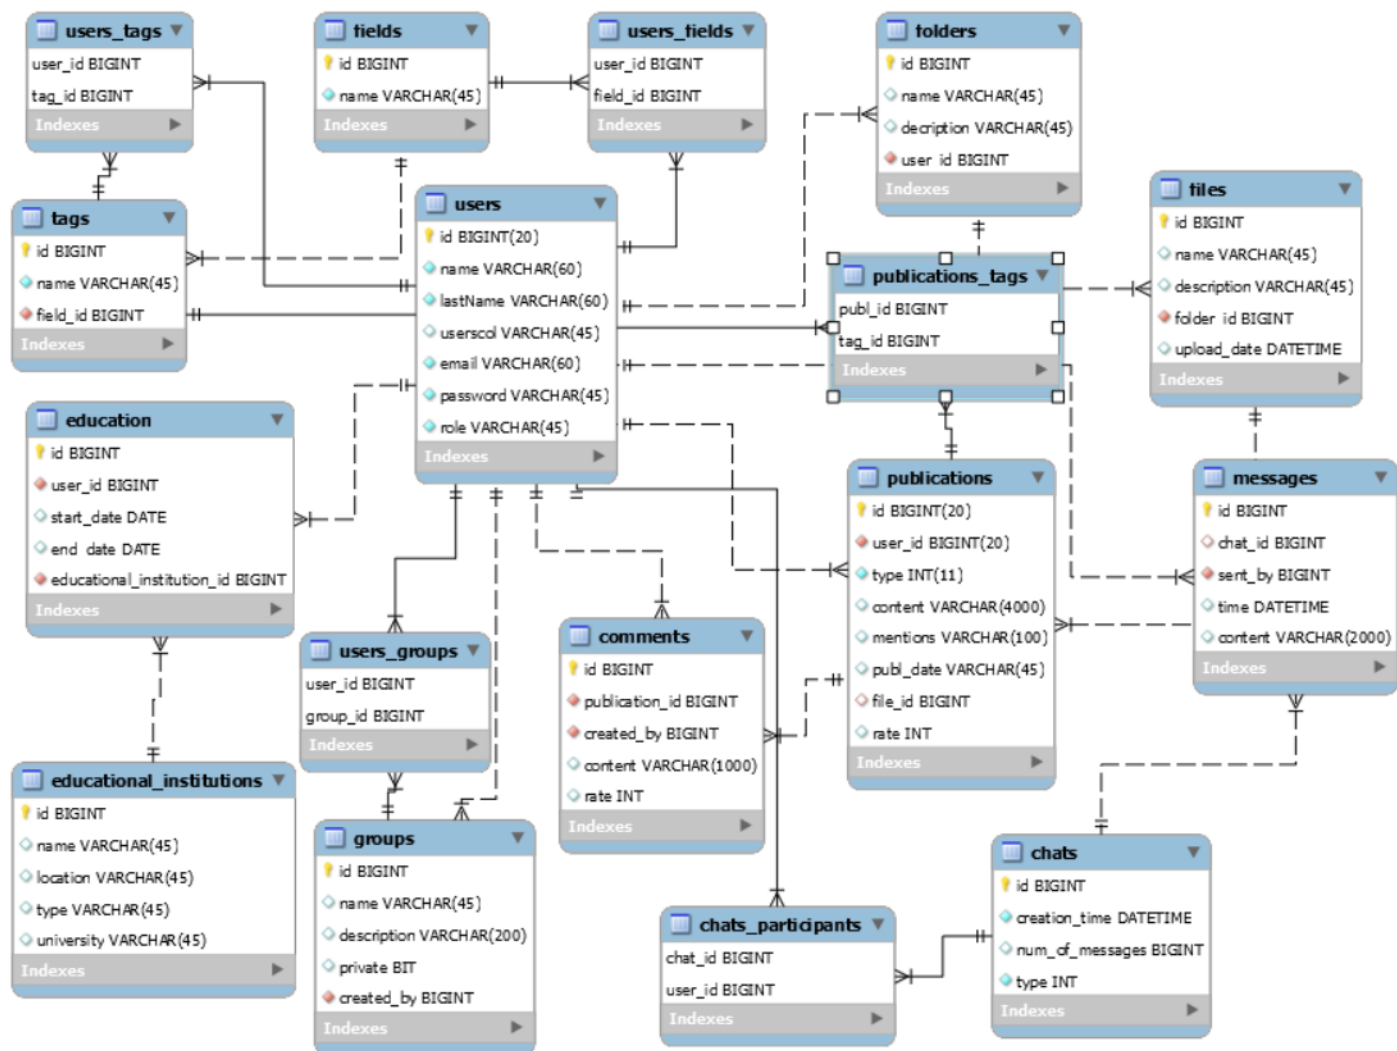 users_tags
user_id BIGINT
tag_id BIGINT
Indexes
fields
id BIGINT
name VARCHAR(45)
Indexes
users_fields
user_id BIGINT
field_id BIGINT
Indexes
folders
id BIGINT
name VARCHAR(45)
decription VARCHAR(45)
user_id BIGINT
Indexes
files
id BIGINT
name VARCHAR(45)
description VARCHAR(45)
folder_id BIGINT
upload_date DATETIME
Indexes
tags
id BIGINT
name VARCHAR(45)
field_id BIGINT
Indexes
users
id BIGINT(20)
name VARCHAR(60)
lastName VARCHAR(60)
userscol VARCHAR(45)
email VARCHAR(60)
password VARCHAR(45)
role VARCHAR(45)
Indexes
publications_tags
publ_id BIGINT
tag_id BIGINT
Indexes
education
id BIGINT
user_id BIGINT
start_date DATE
end_date DATE
educational_institution_id BIGINT
Indexes
publications
id BIGINT(20)
user_id BIGINT(20)
type INT(11)
content VARCHAR(4000)
mentions VARCHAR(100)
publ_date VARCHAR(45)
file_id BIGINT
rate INT
Indexes
messages
id BIGINT
chat_id BIGINT
sent_by BIGINT
time DATETIME
content VARCHAR(2000)
Indexes
users_groups
user_id BIGINT
group_id BIGINT
Indexes
comments
id BIGINT
publication_id BIGINT
created_by BIGINT
content VARCHAR(1000)
rate INT
Indexes
educational_institutions
id BIGINT
name VARCHAR(45)
location VARCHAR(45)
type VARCHAR(45)
university VARCHAR(45)
Indexes
groups
id BIGINT
name VARCHAR(45)
description VARCHAR(200)
private BIT
created_by BIGINT
Indexes
chats_participants
chat_id BIGINT
user_id BIGINT
Indexes
chats
id BIGINT
creation_time DATETIME
num_of_messages BIGINT
type INT
Indexes